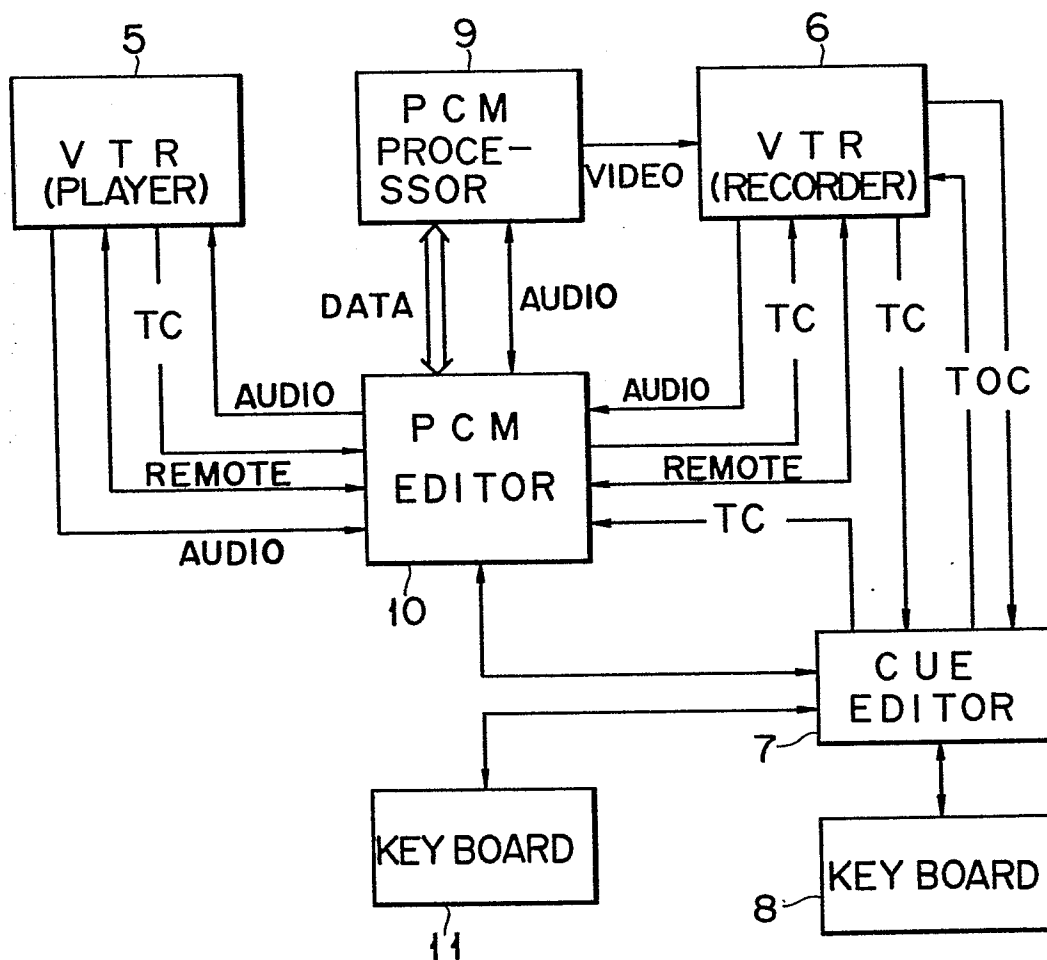 5
9
6
V T R
(PLAYER)
P C M
PROCE-
SSOR
VIDEO
V T R
(RECORDER)
TC
DATA
AUDIO
TC
TC
TOC
AUDIO
AUDIO
P C M
EDITOR
REMOTE
REMOTE
TC
AUDIO
10
CUE
EDITOR
7
KEY BOARD
11
KEY BOARD
8